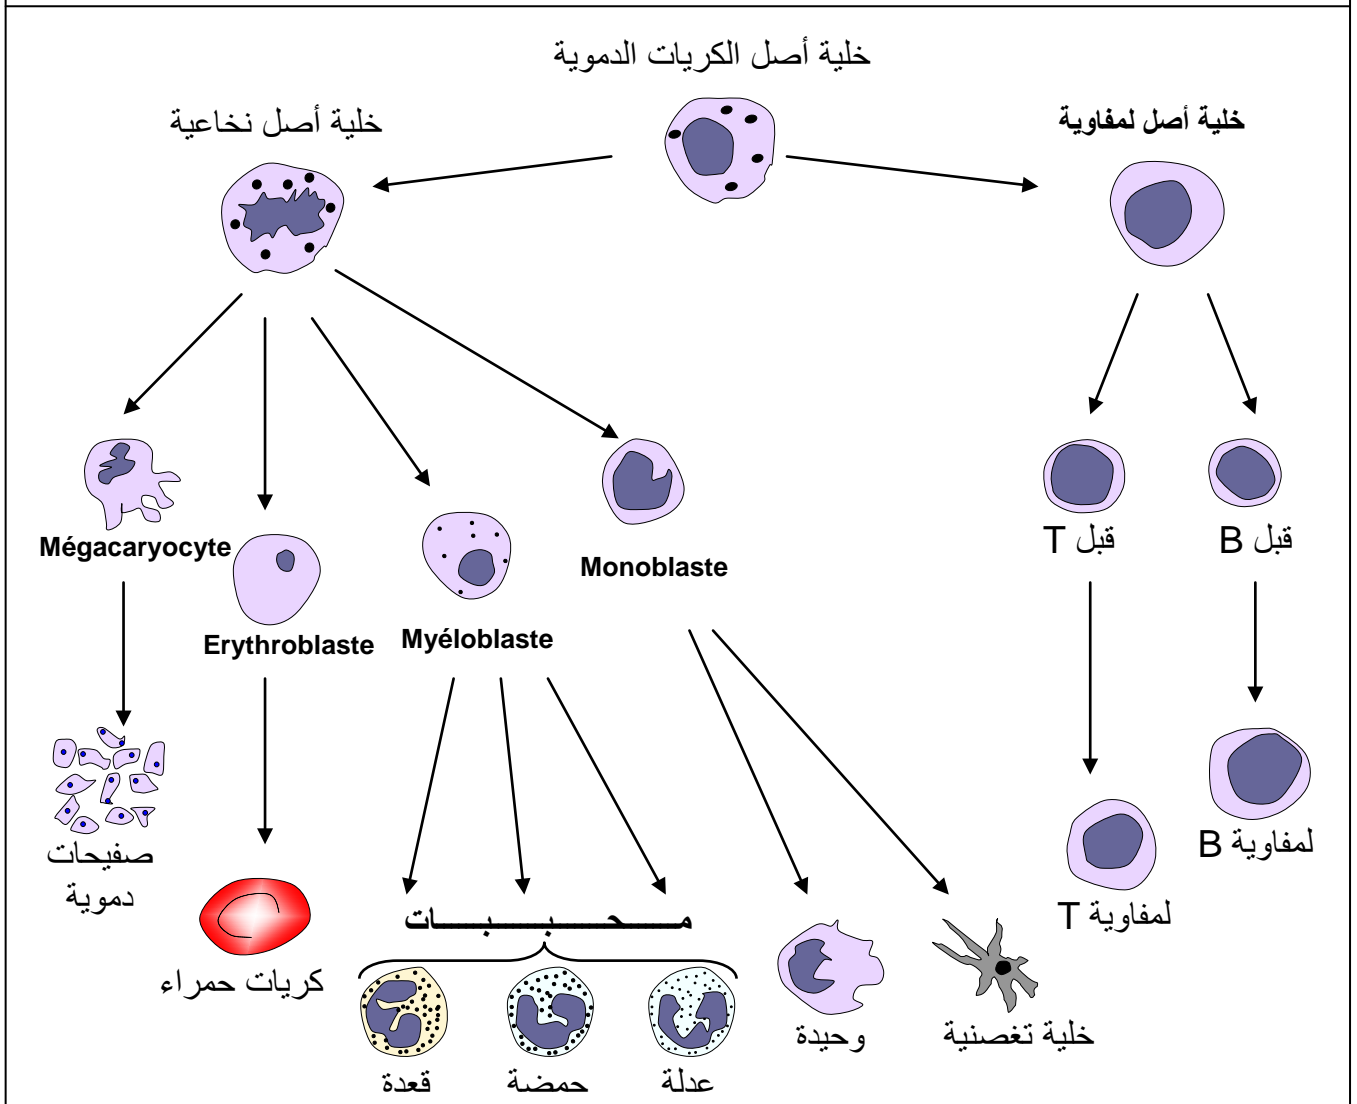 خلية أصل الكريات الدموية
خلية أصل لمفاوية
خلية أصل نخاعية
قبل B
قبل T
Monoblaste
Mégacaryocyte
Myéloblaste
Erythroblaste
لمفاوية B
لمفاوية T
صفيحات
دموية
محببات
كريات حمراء
خلية تغصنية
وحيدة
عدلة
حمضة
قعدة